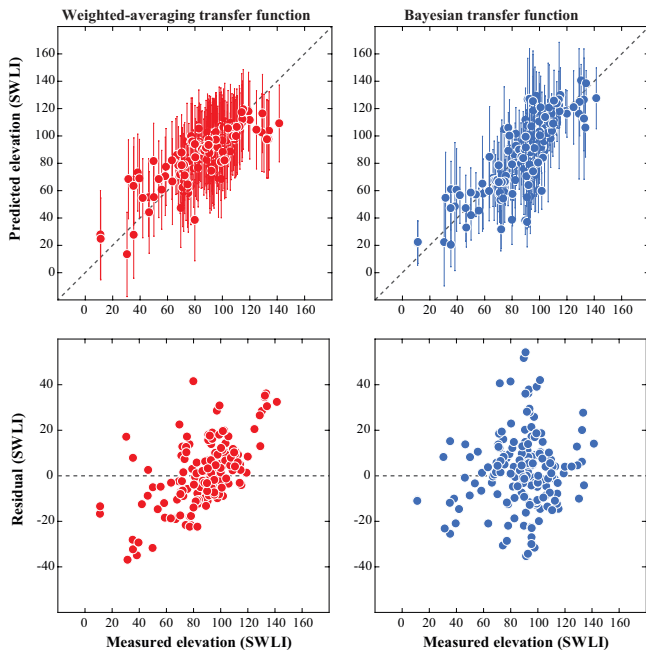 Weighted-averaging transfer function
Bayesian transfer function
Predicted elevation (SWLI)
160
140
120
100
80
60
40
20
0
0 20 40 60 80 100 120 140 160
160
140
120
100
80
60
40
20
0
0 20 40 60 80 100 120 140 160
Residual (SWLI)
40
20
0
-20
-40
0 20 40 60 80 100 120 140 160
Measured elevation (SWLI)
40
20
0
-20
-40
0 20 40 60 80 100 120 140 160
Measured elevation (SWLI)